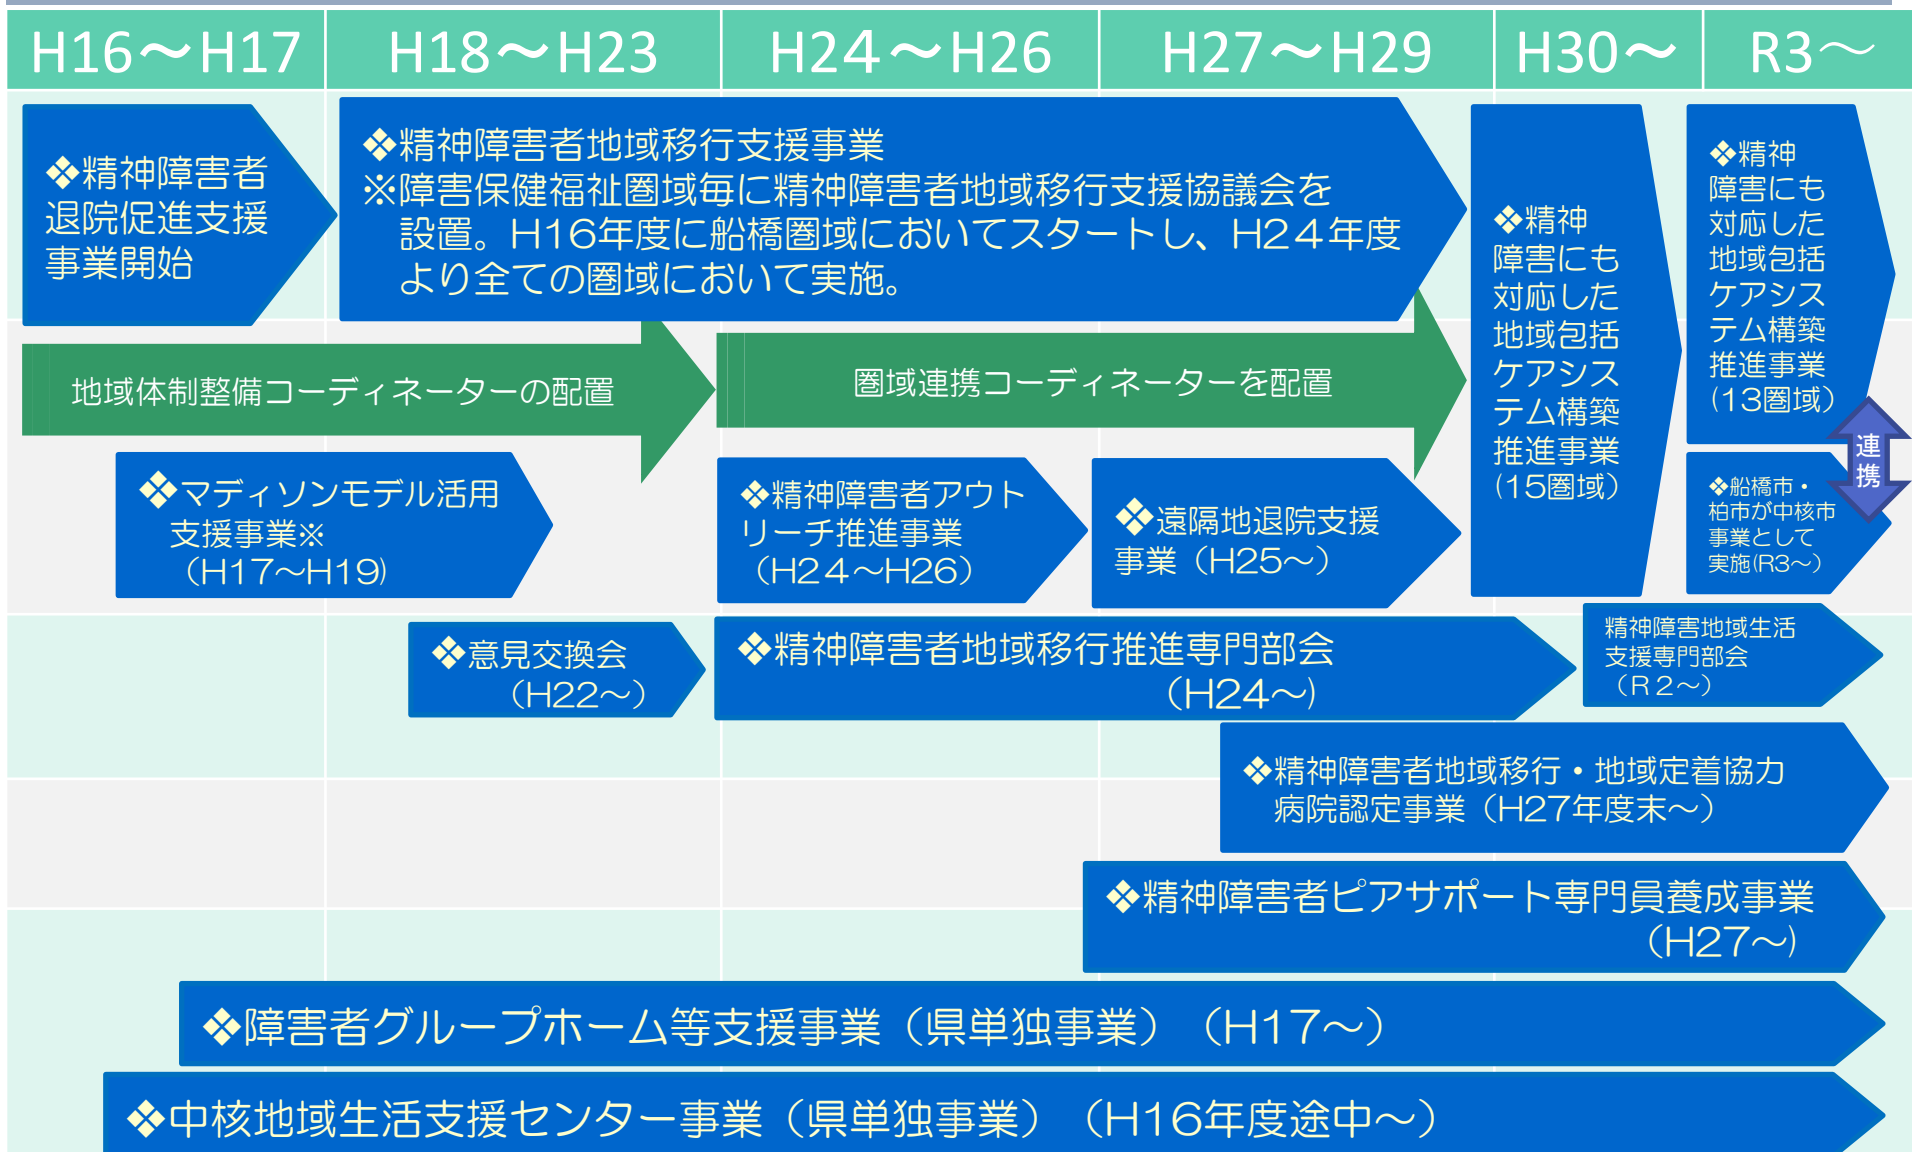 H16～H17
H18～H23
H24～H26
H27～H29
H30～
R3～
❖精神障害者
退院促進支援
事業開始
❖精神障害者地域移行支援事業
※障害保健福祉圏域毎に精神障害者地域移行支援協議会を
設置。H16年度に船橋圏域においてスタートし、H24年度
より全ての圏域において実施。
❖精神
障害にも
対応した
地域包括
ケアシス
テム構築
推進事業
(15圏域)
❖精神
障害にも
対応した
地域包括
ケアシス
テム構築
推進事業
(13圏域)
連
携
❖船橋市・
柏市が中核市
事業として
実施(R3～)
地域体制整備コーディネーターの配置
圏域連携コーディネーターを配置
❖マディソンモデル活用
支援事業※
（H17～H19)
❖精神障害者アウト
リーチ推進事業
（H24～H26）
❖遠隔地退院支援
事業（H25～）
❖意見交換会
（H22～）
❖精神障害者地域移行推進専門部会
（H24～)
精神障害地域生活
支援専門部会
（R２～）
❖精神障害者地域移行・地域定着協力
病院認定事業（H27年度末～）
❖精神障害者ピアサポート専門員養成事業
（H27～)
❖障害者グループホーム等支援事業（県単独事業）（H17～）
❖中核地域生活支援センター事業（県単独事業）（H16年度途中～）